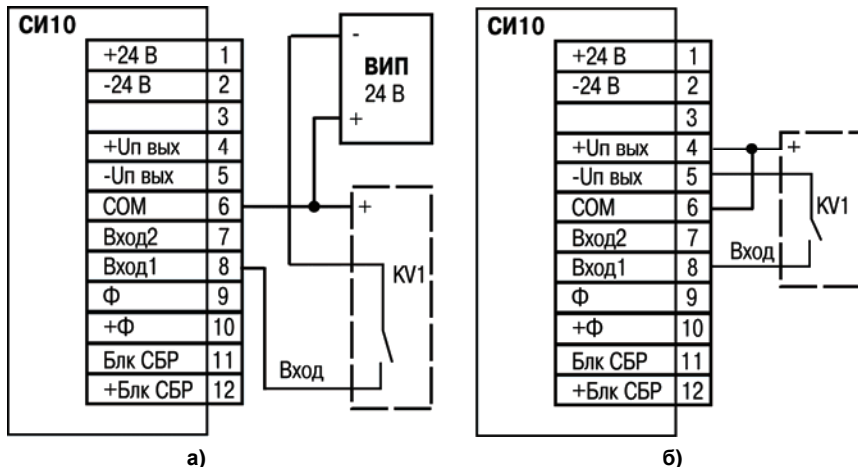 СИ10
+24 В 1
-24 В 2
3
+Uп вых 4
-Uп вых 5
COM 6
Вход2 7
Вход1 8
Ф 9
+Ф 10
Блк СБР 11
+Блк СБР 12
-
ВИП
24 В
+
+
KV1
Вход
а)
СИ10
+24 В 1
-24 В 2
3
+Uп вых 4
-Uп вых 5
COM 6
Вход2 7
Вход1 8
Ф 9
+Ф 10
Блк СБР 11
+Блк СБР 12
+
KV1
Вход
б)